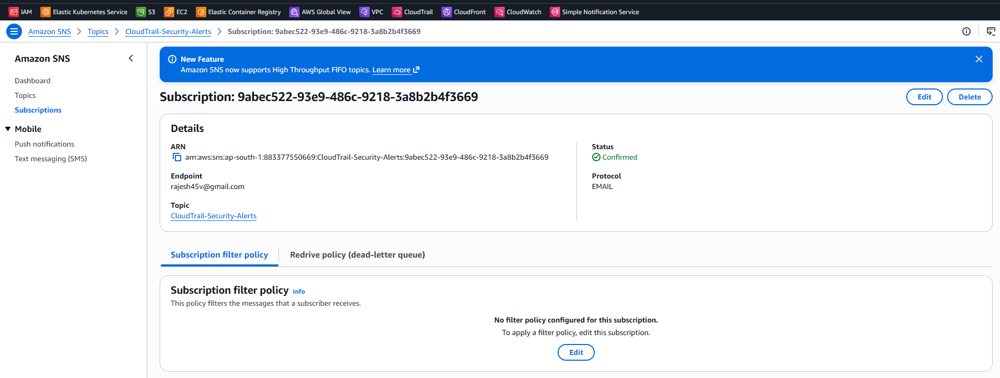 IAM Elastic Kubernetes Service S3 EC2 Elastic Container Registry AWS Global View VPC CloudTrail CloudFront CloudWatch Simple Notification Service
Amazon SNS > Topics > CloudTrail-Security-Alerts > Subscription: 9abec522-93e9-486c-9218-3a8b2b4f3669
Amazon SNS
Dashboard
Topics
Subscriptions
Mobile
Push notifications
Text messaging (SMS)
New Feature
Amazon SNS now supports High Throughput FIFO topics. Learn more
Subscription: 9abec522-93e9-486c-9218-3a8b2b4f3669
Edit Delete
Details
ARN
arn:aws:sns:ap-south-1:883377550669:CloudTrail-Security-Alerts:9abec522-93e9-486c-9218-3a8b2b4f3669
Endpoint
rajesh45v@gmail.com
Topic
CloudTrail-Security-Alerts
Status
Confirmed
Protocol
EMAIL
Subscription filter policy Redrive policy (dead-letter queue)
Subscription filter policy Info
This policy filters the messages that a subscriber receives.
No filter policy configured for this subscription.
To apply a filter policy, edit this subscription.
Edit